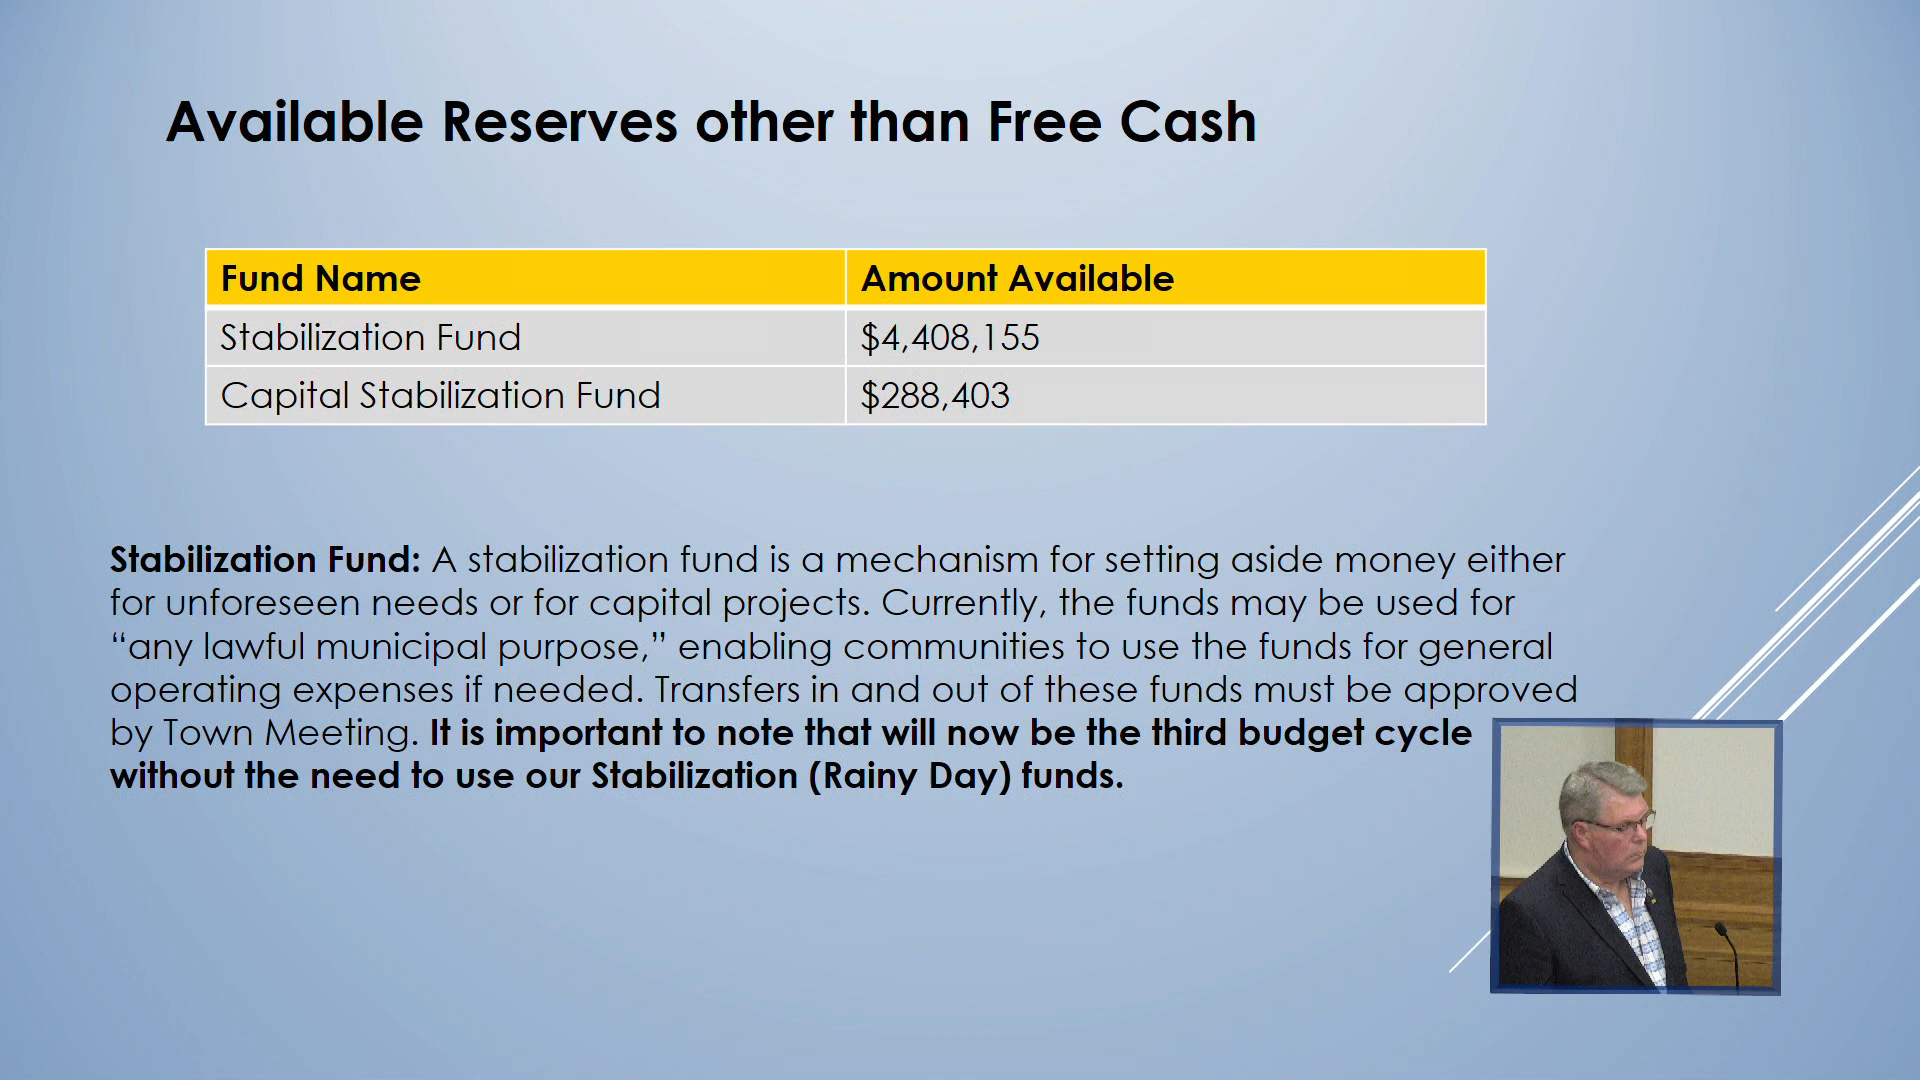 Available Reserves other than Free Cash
Fund Name Amount Available
Stabilization Fund $4,408,155
Capital Stabilization Fund $288,403
Stabilization Fund: A stabilization fund is a mechanism for setting aside money either
for unforeseen needs or for capital projects. Currently, the funds may be used for
“any lawful municipal purpose,” enabling communities to use the funds for general
operating expenses if needed. Transfers in and out of these funds must be approved
by Town Meeting. It is important to note that will now be the third budget cycle
without the need to use our Stabilization (Rainy Day) funds.